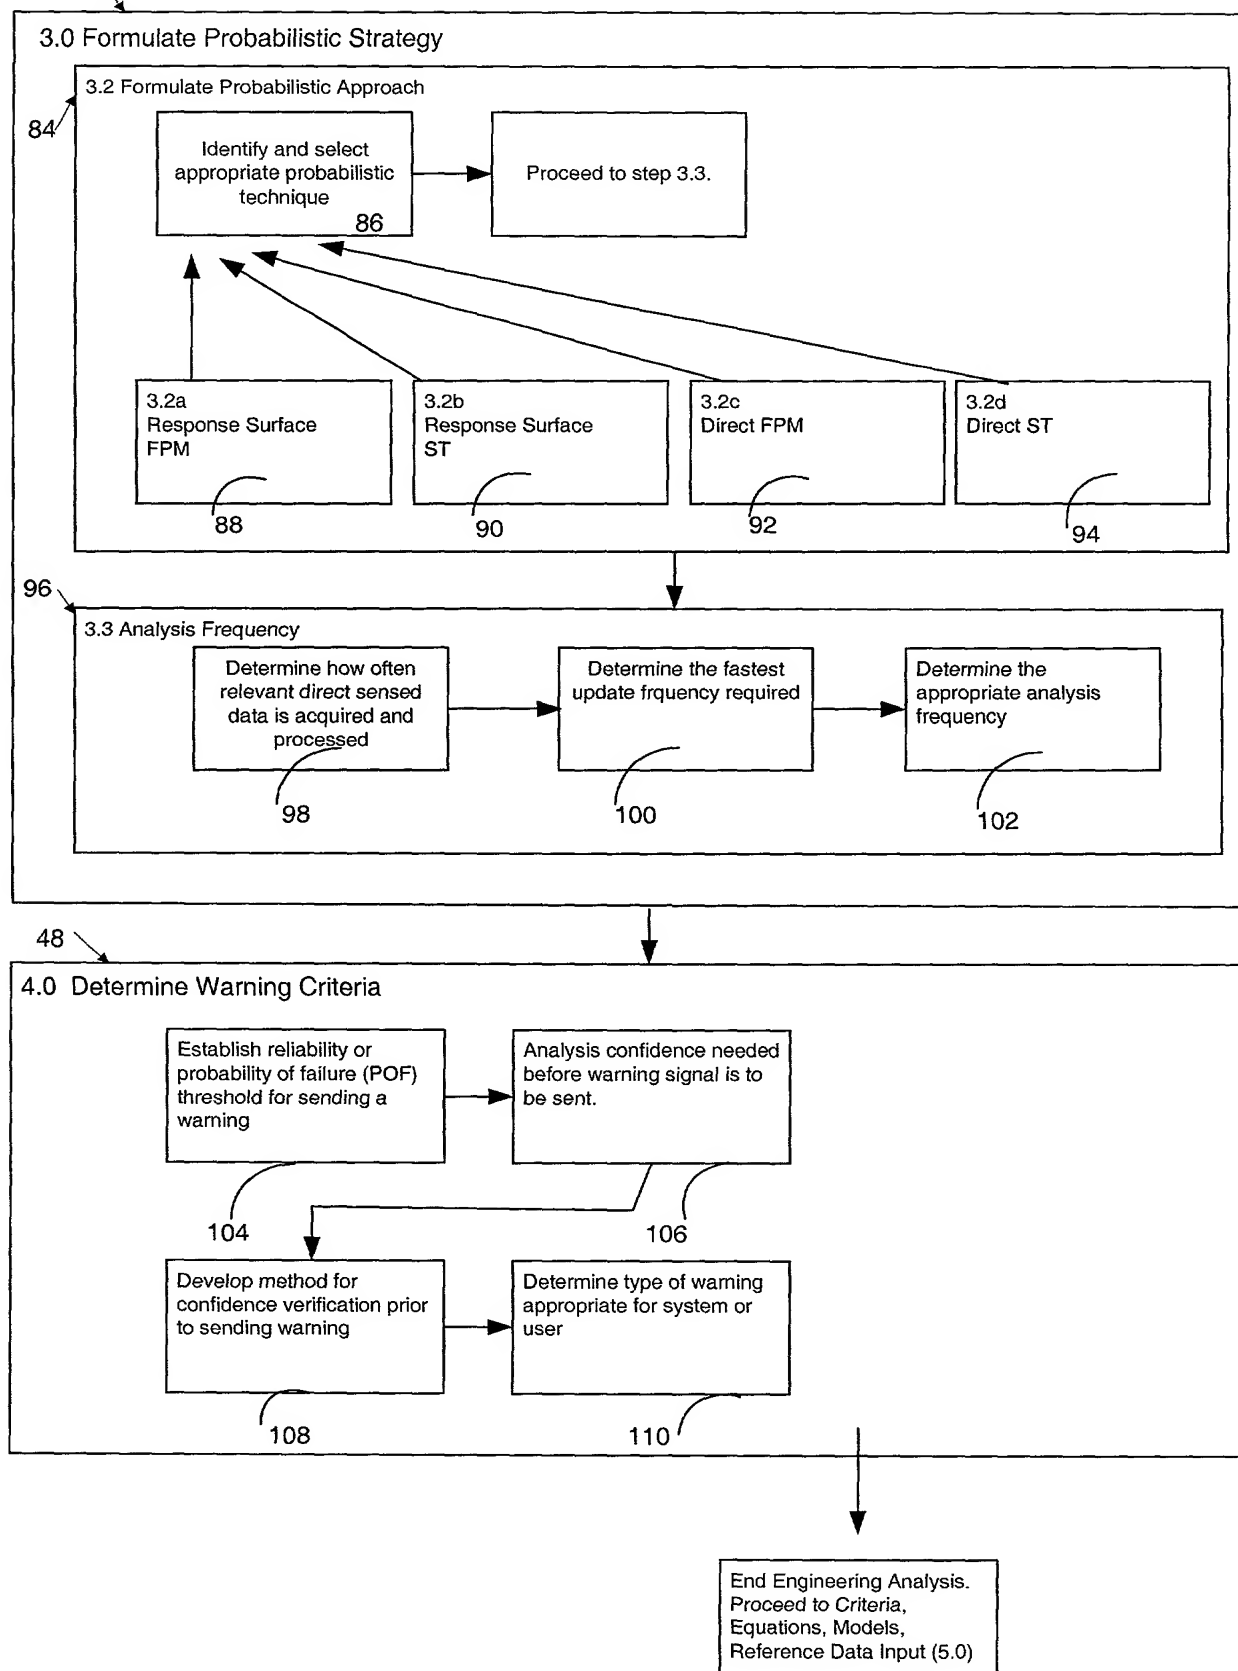 3.0 Formulate Probabilistic Strategy
3.2 Formulate Probabilistic Approach
84
Identify and select
appropriate probabilistic
technique
86
Proceed to step 3.3.
3.2a
Response Surface
FPM
88
3.2b
Response Surface
ST
90
3.2c
Direct FPM
92
3.2d
Direct ST
94
96
3.3 Analysis Frequency
Determine how often
relevant direct sensed
data is acquired and
processed
98
Determine the fastest
update frquency required
100
Determine the
appropriate analysis
frequency
102
48
4.0 Determine Warning Criteria
Establish reliability or
probability of failure (POF)
threshold for sending a
warning
104
Analysis confidence needed
before warning signal is to
be sent.
106
Develop method for
confidence verification prior
to sending warning
108
Determine type of warning
appropriate for system or
user
110
End Engineering Analysis.
Proceed to Criteria,
Equations, Models,
Reference Data Input (5.0)